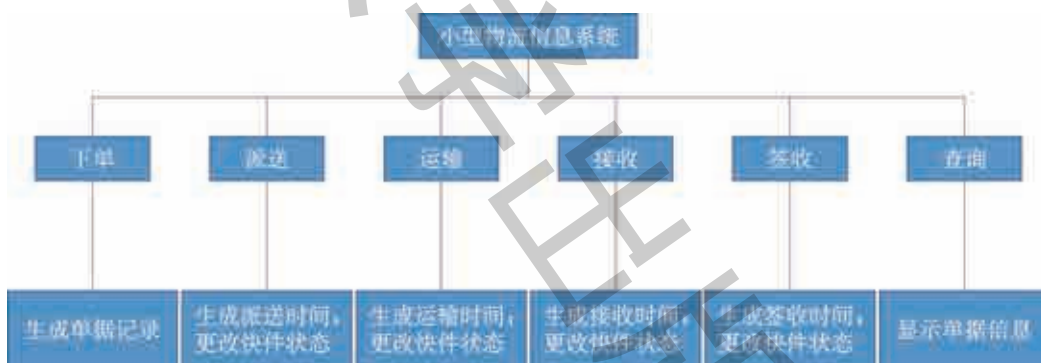 小型物流信息系统
下单
派送
运输
接收
签收
查询
生成单据记录
生成派送时间，
更改快件状态
生成运输时间，
更改快件状态
生成接收时间，
更改快件状态
生成签收时间，
更改快件状态
显示单据信息